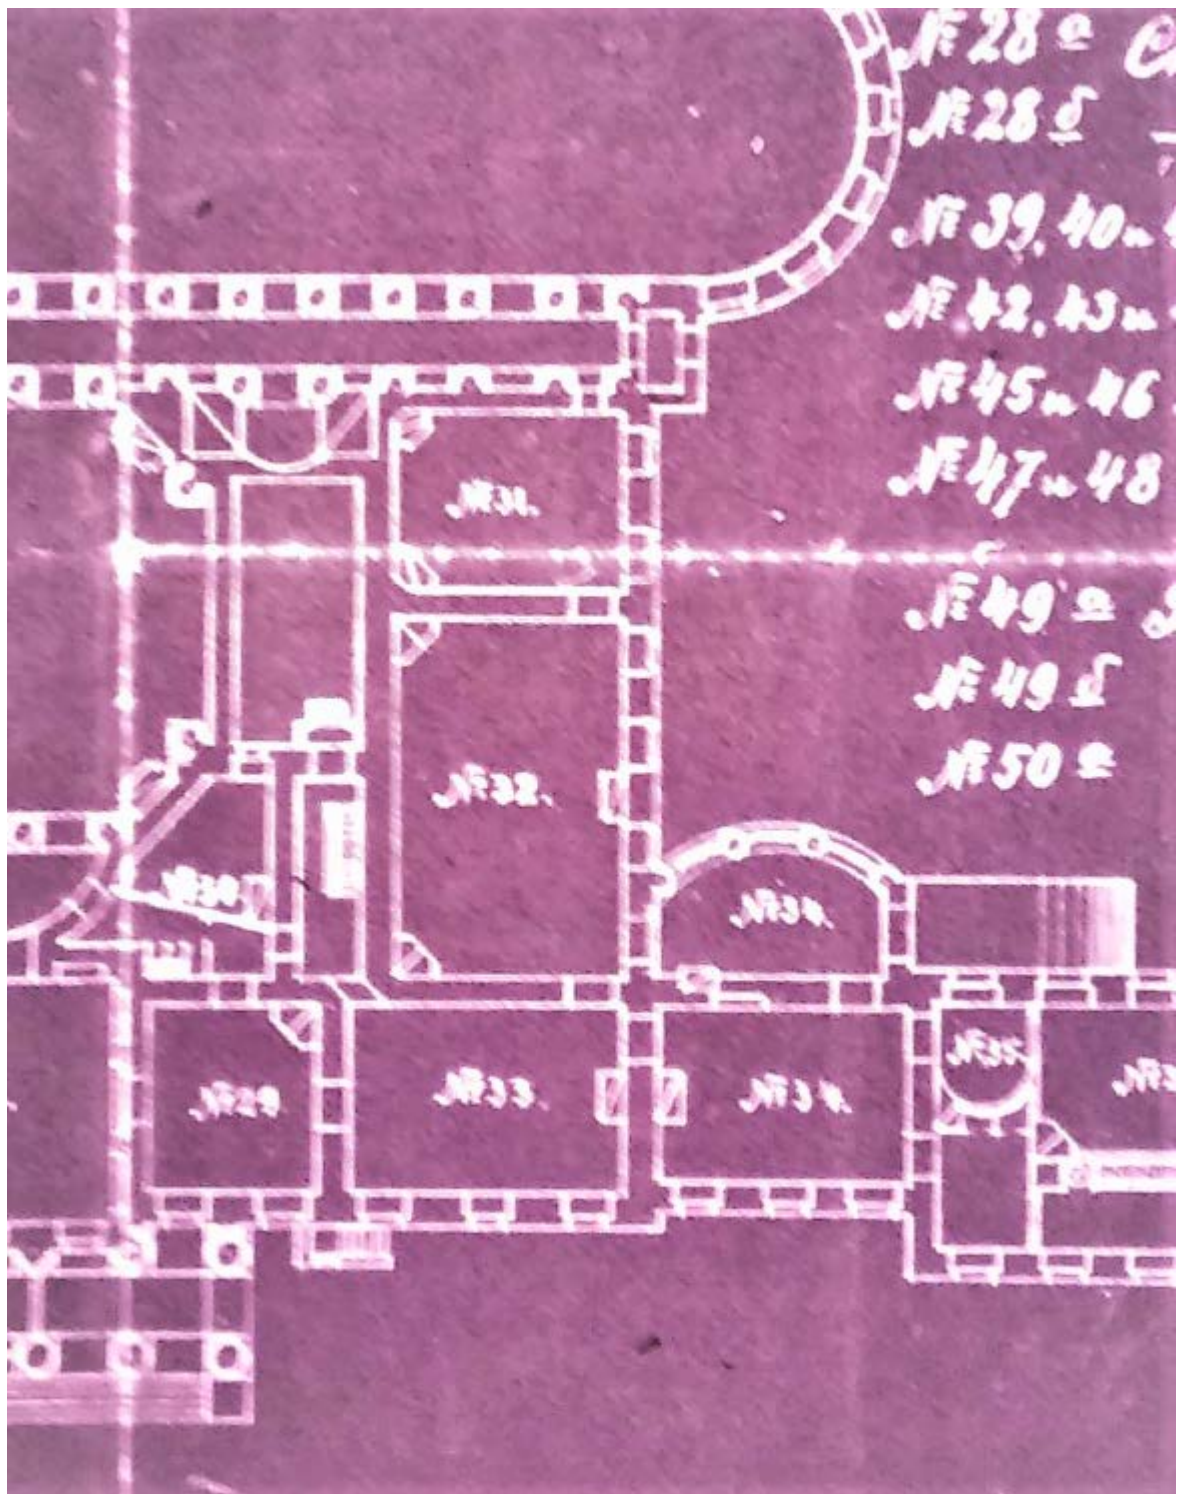 № 28 а
№ 28 б
№ 39, 40 и
№ 42, 43 и
№ 45 и 46
№ 47 и 48
№ 49 а
№ 49 б
№ 50 а
№ 31.
№ 32.
№ 30
№ 34.
№ 29
№ 33.
№ 34.
№ 35.